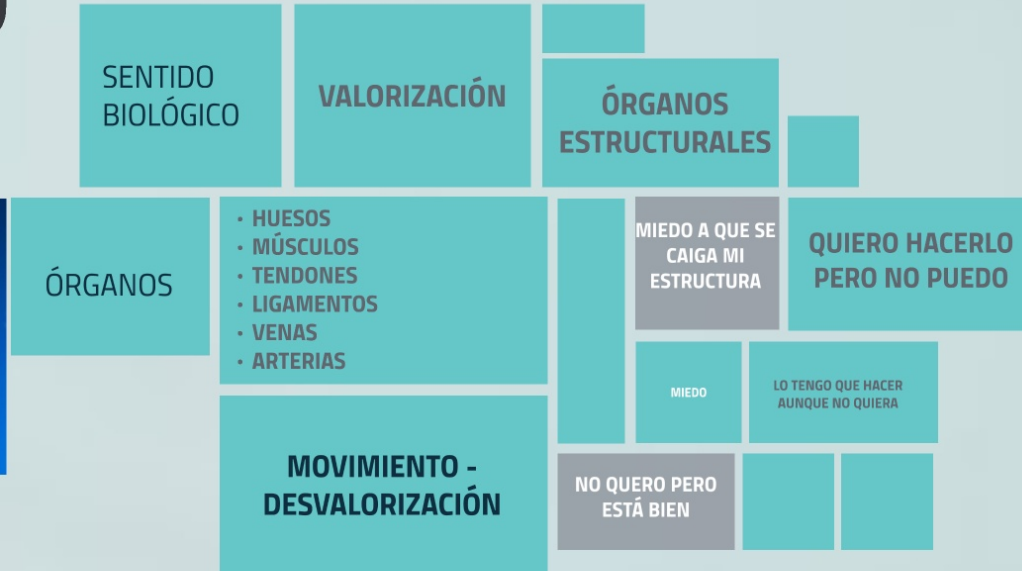 SENTIDO
BIOLÓGICO
VALORIZACIÓN
ÓRGANOS
ESTRUCTURALES
ÓRGANOS
• HUESOS
• MÚSCULOS
• TENDONES
• LIGAMENTOS
• VENAS
• ARTERIAS
MIEDO A QUE SE
CAIGA MI
ESTRUCTURA
QUIERO HACERLO
PERO NO PUEDO
MIEDO
LO TENGO QUE HACER
AUNQUE NO QUIERA
MOVIMIENTO -
DESVALORIZACIÓN
NO QUERO PERO
ESTÁ BIEN